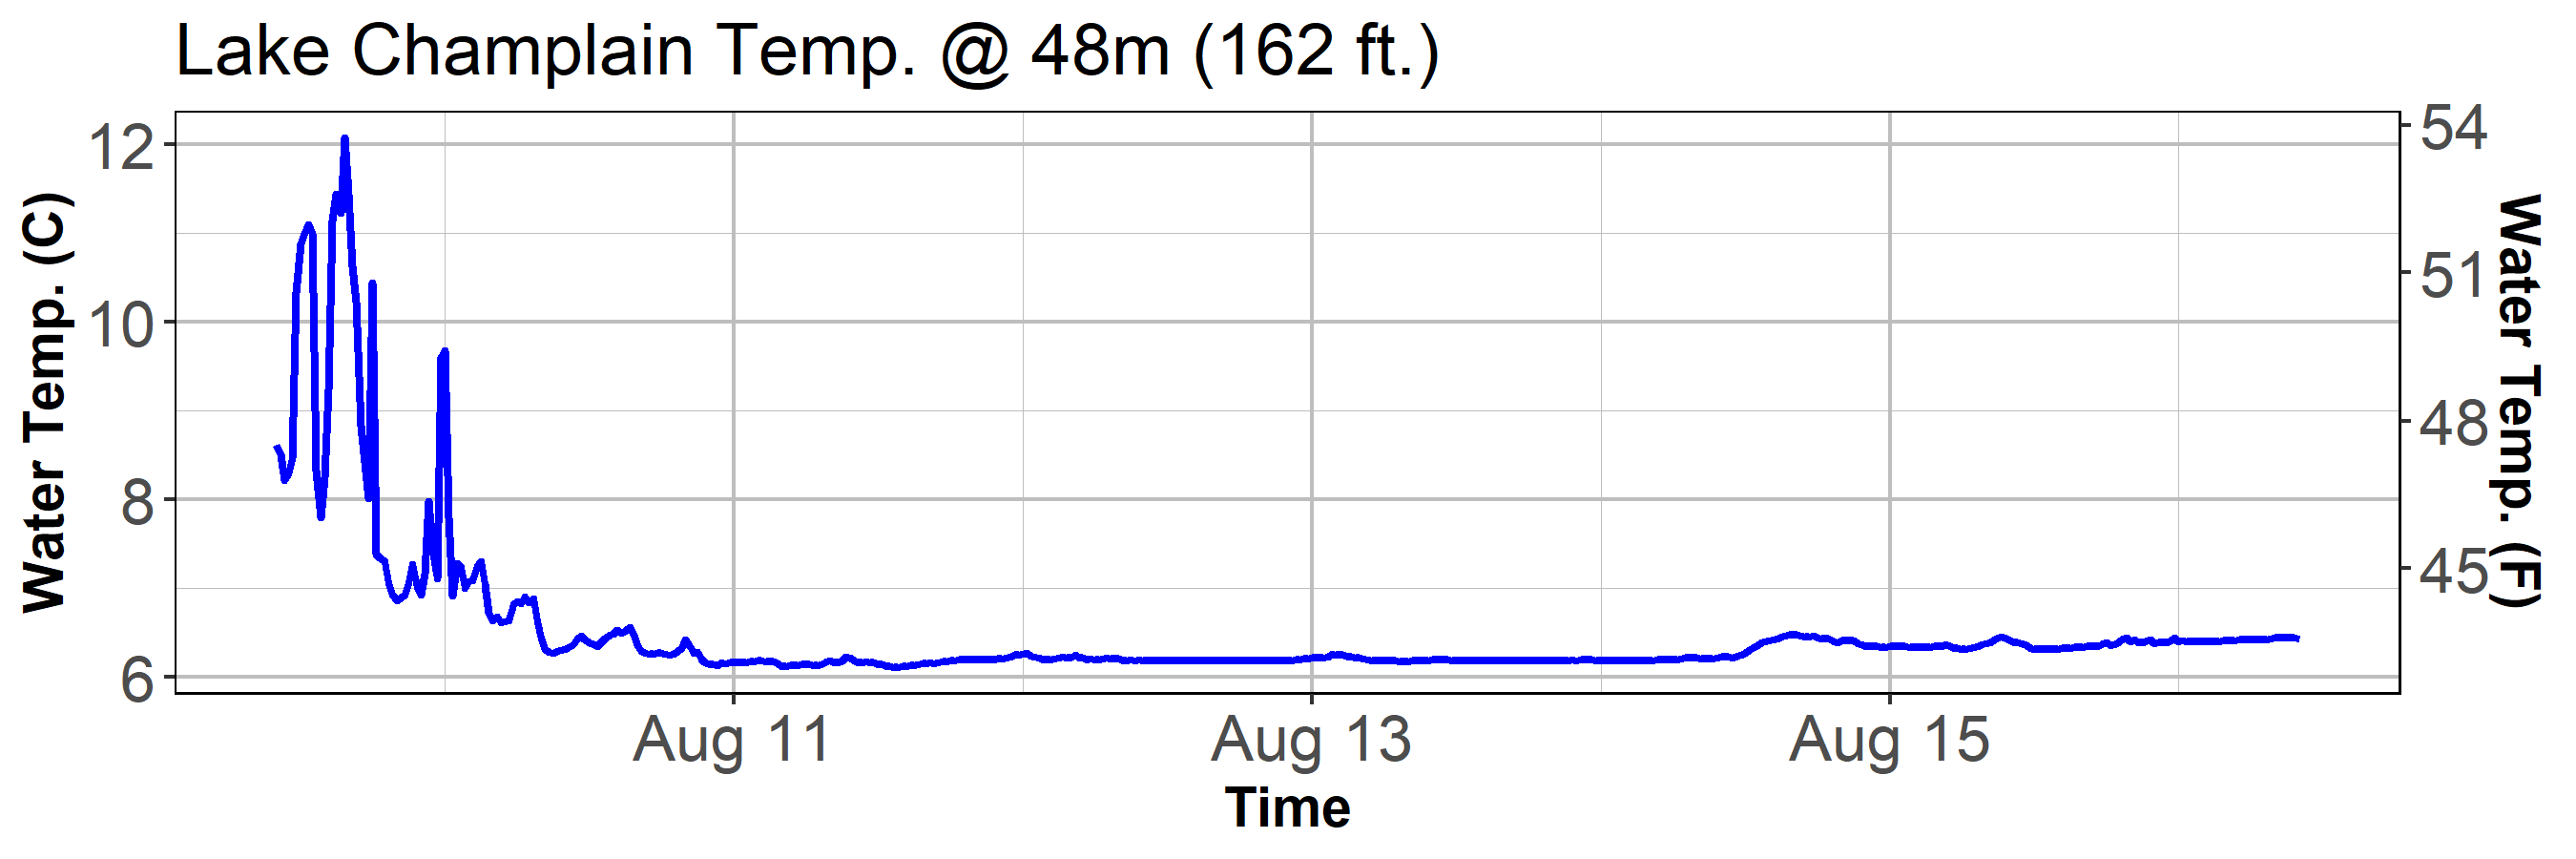 Lake Champlain Temp. @ 48m (162 ft.)
Water Temp. (C)
12
10
8
6
54
51
48
45
Water Temp. (F)
Aug 11
Aug 13
Aug 15
Time